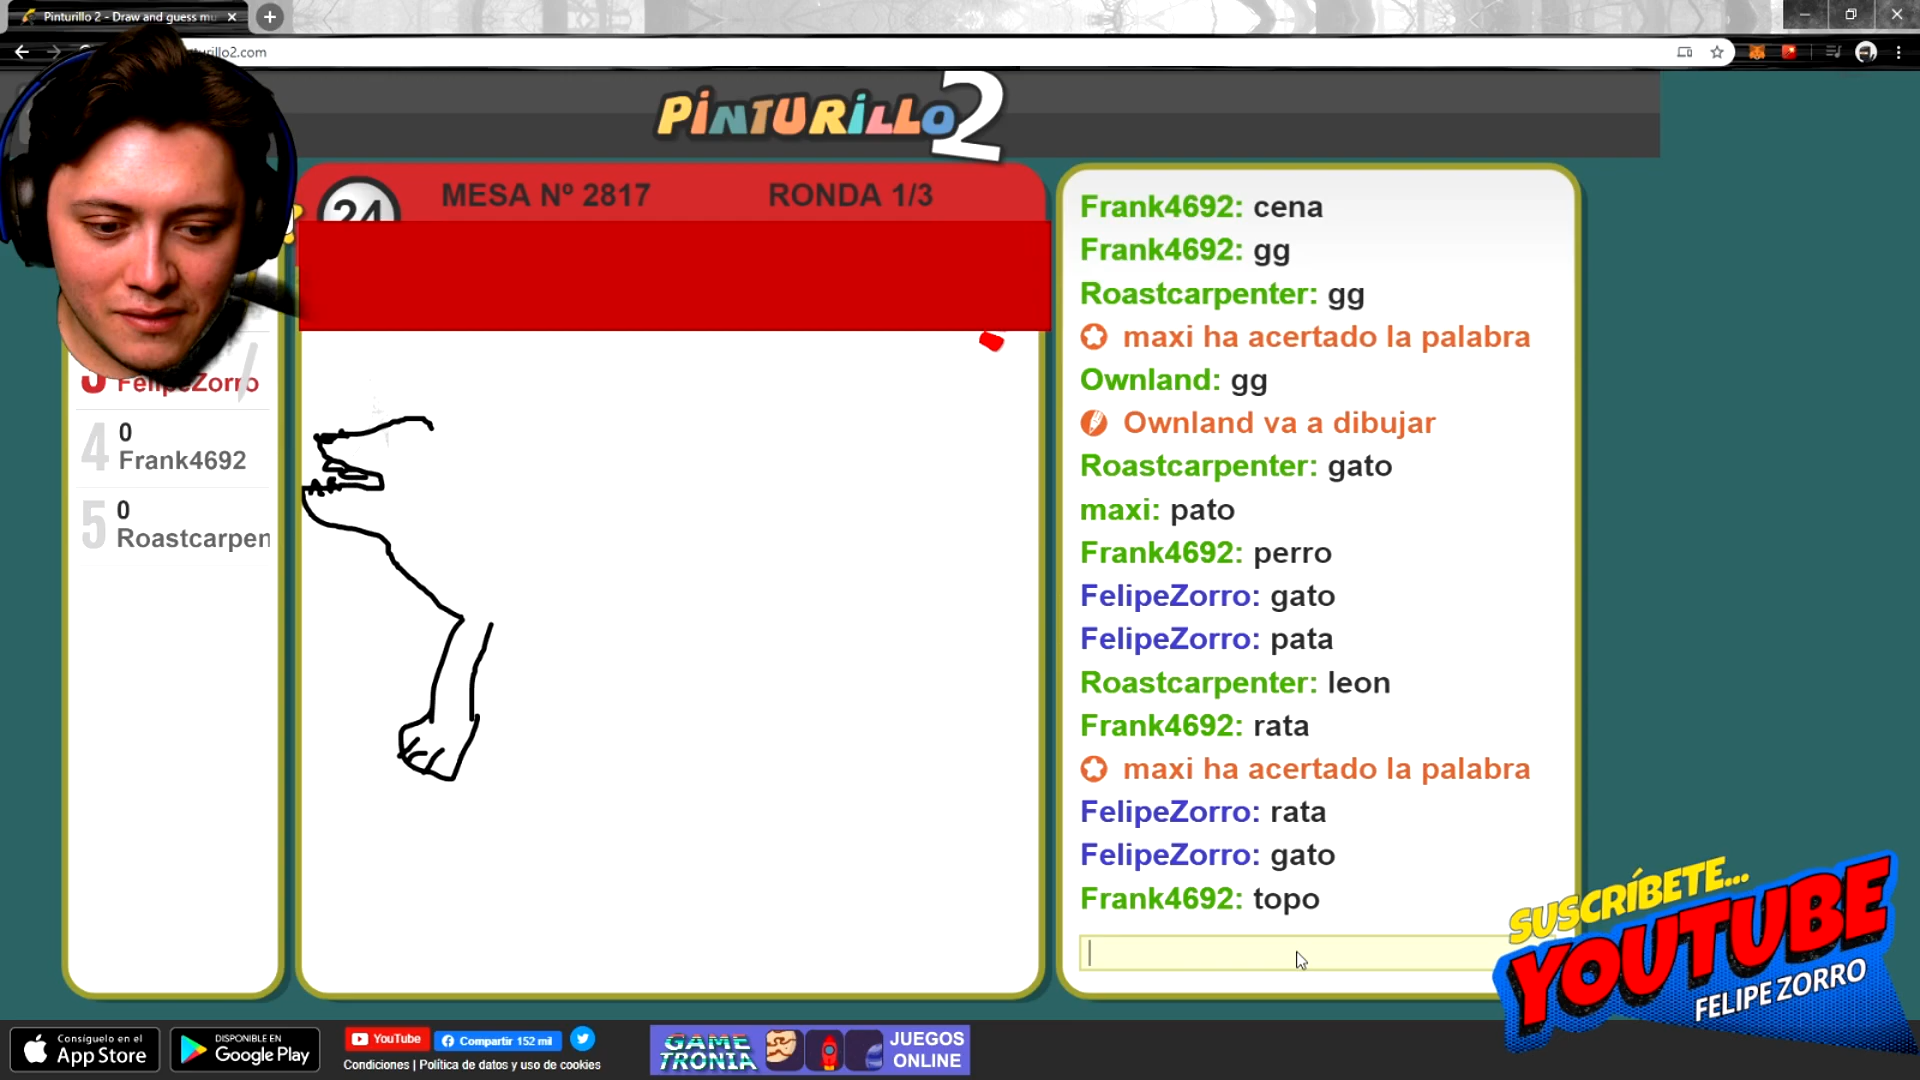 Pinturillo 2 - Draw and guess mu
urillo2.com
PiNTURiLLO2
24
MESA Nº 2817
RONDA 1/3
3 FelipeZorro
4 0
Frank4692
5 0
Roastcarpen
Frank4692: cena
Frank4692: gg
Roastcarpenter: gg
maxi ha acertado la palabra
Ownland: gg
Ownland va a dibujar
Roastcarpenter: gato
maxi: pato
Frank4692: perro
FelipeZorro: gato
FelipeZorro: pata
Roastcarpenter: leon
Frank4692: rata
maxi ha acertado la palabra
FelipeZorro: rata
FelipeZorro: gato
Frank4692: topo
SUSCRÍBETE...
YOUTUBE
FELIPE ZORRO
Consíguelo en el
App Store
DISPONIBLE EN
Google Play
YouTube
Compartir 152 mil
Condiciones | Política de datos y uso de cookies
GAME
TRONIA
JUEGOS
ONLINE